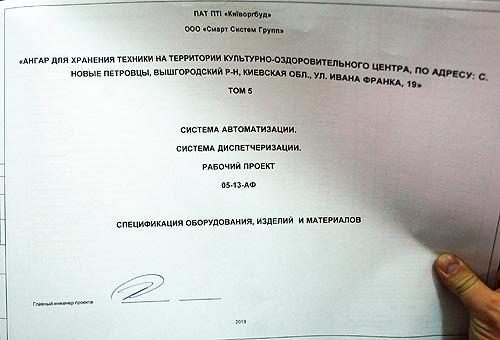 ПАТ ПТІ «Київоргбуд»
ООО «Смарт Систем Групп»
«АНГАР ДЛЯ ХРАНЕНИЯ ТЕХНИКИ НА ТЕРРИТОРИИ КУЛЬТУРНО-ОЗДОРОВИТЕЛЬНОГО ЦЕНТРА, ПО АДРЕСУ: С.
НОВЫЕ ПЕТРОВЦЫ, ВЫШГОРОДСКИЙ Р-Н, КИЕВСКАЯ ОБЛ., УЛ. ИВАНА ФРАНКА, 19»
ТОМ 5
СИСТЕМА АВТОМАТИЗАЦИИ.
СИСТЕМА ДИСПЕТЧЕРИЗАЦИИ.
РАБОЧИЙ ПРОЕКТ
05-13-АФ
СПЕЦИФИКАЦИЯ ОБОРУДОВАНИЯ, ИЗДЕЛИЙ И МАТЕРИАЛОВ
Главный инженер проекта
2013